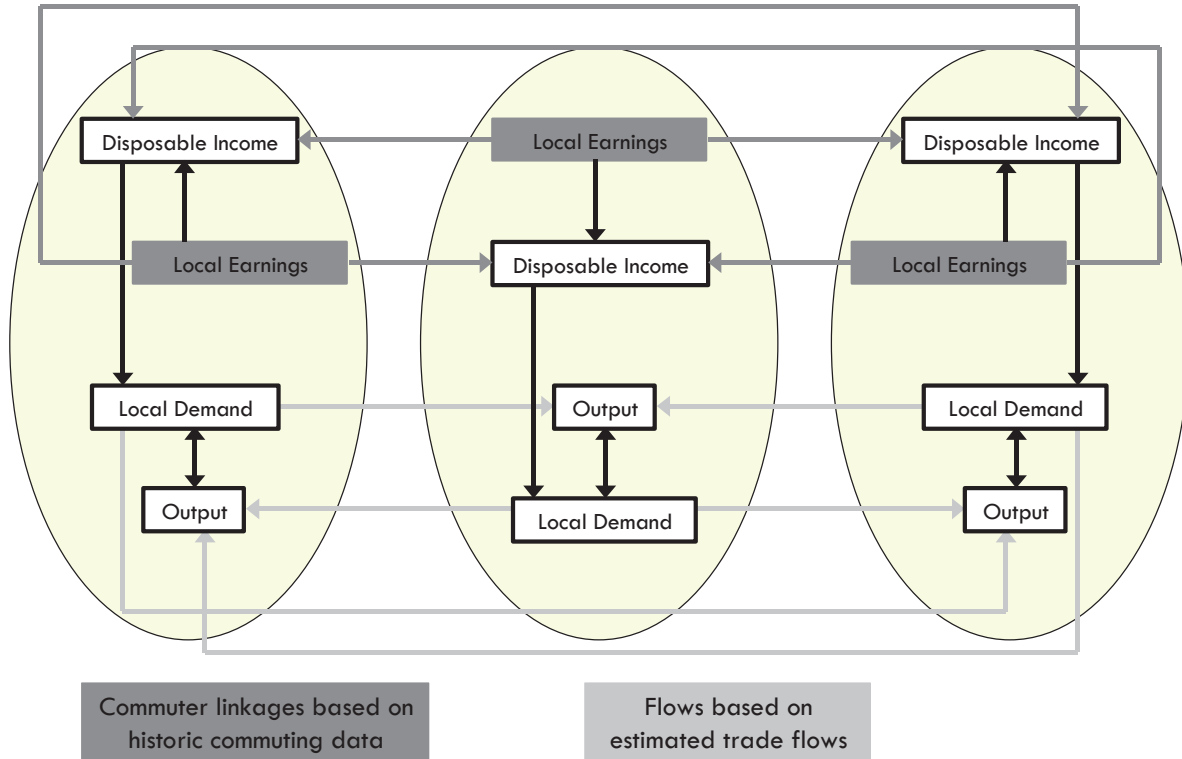 Disposable Income
Local Earnings
Disposable Income
Local Earnings
Disposable Income
Local Earnings
Local Demand
Output
Local Demand
Output
Local Demand
Output
Commuter linkages based on
historic commuting data
Flows based on
estimated trade flows